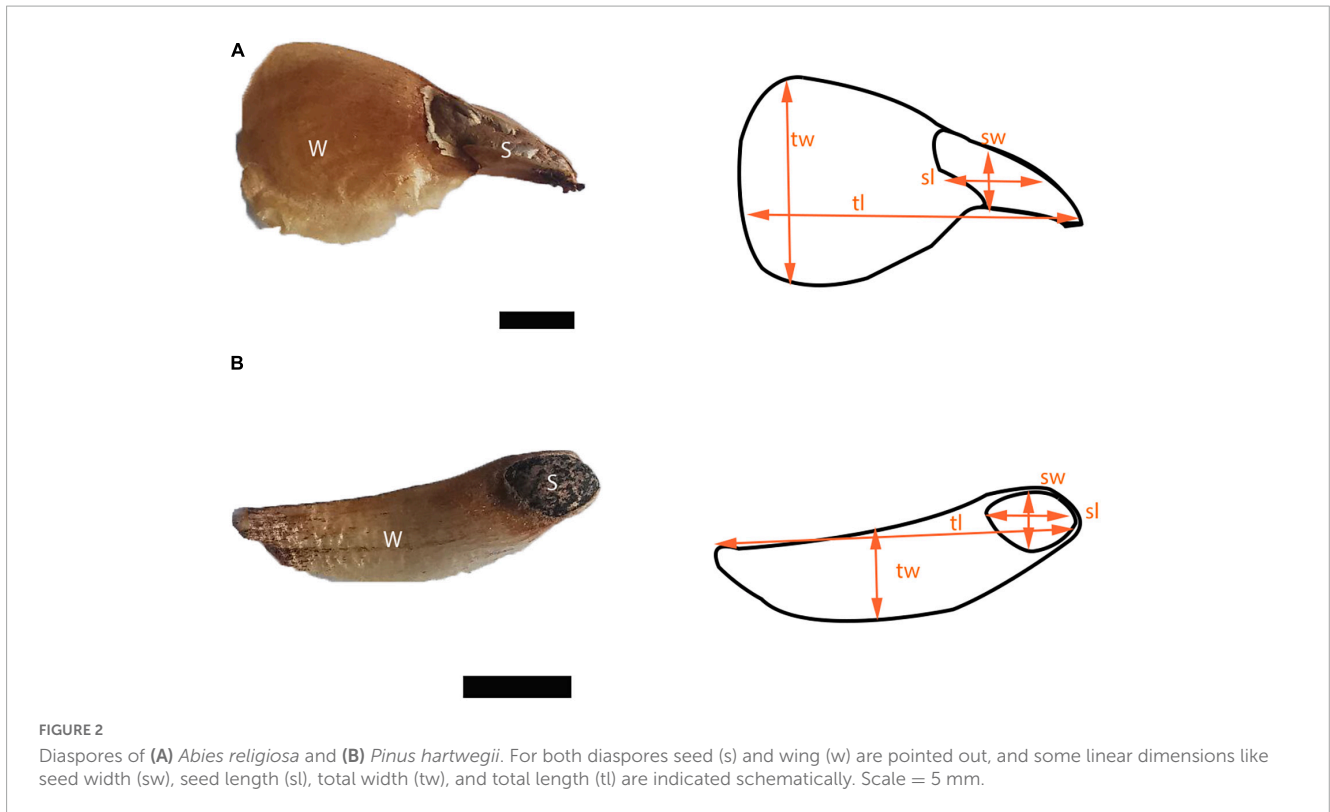 A
W
S
tw
sw
sl
tl
B
S
W
sw
tl
sl
tw
FIGURE 2
Diaspores of (A) Abies religiosa and (B) Pinus hartwegii. For both diaspores seed (s) and wing (w) are pointed out, and some linear dimensions like
seed width (sw), seed length (sl), total width (tw), and total length (tl) are indicated schematically. Scale = 5 mm.